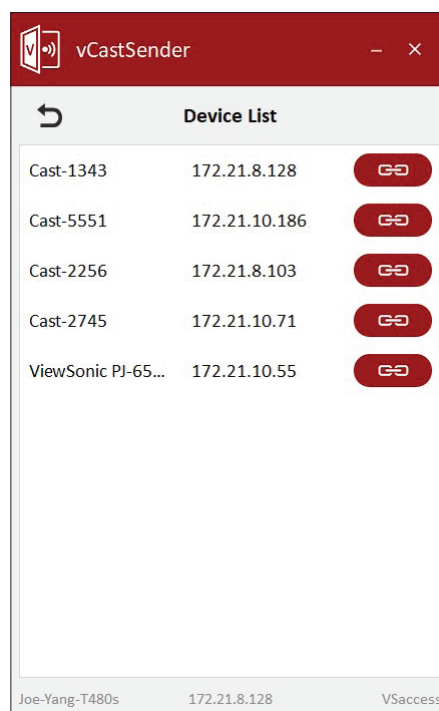 V vCastSender
Device List
Cast-1343 172.21.8.128
Cast-5551 172.21.10.186
Cast-2256 172.21.8.103
Cast-2745 172.21.10.71
ViewSonic PJ-65... 172.21.10.55
Joe-Yang-T480s 172.21.8.128 VSaccess